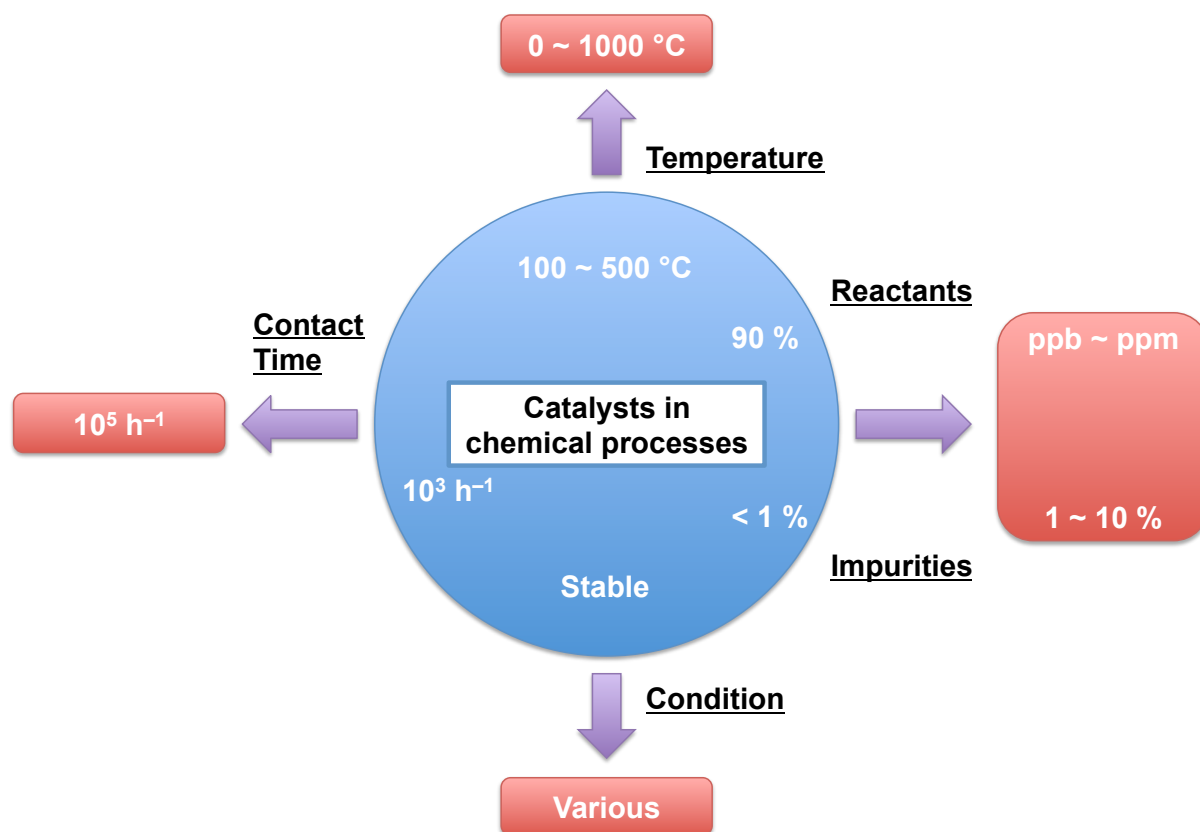 0 ~ 1000 °C
Temperature
100 ~ 500 °C
Reactants
90 %
ppb ~ ppm
Contact
Time
10⁵ h⁻¹
Catalysts in
chemical processes
10³ h⁻¹
< 1 %
1 ~ 10 %
Impurities
Stable
Condition
Various